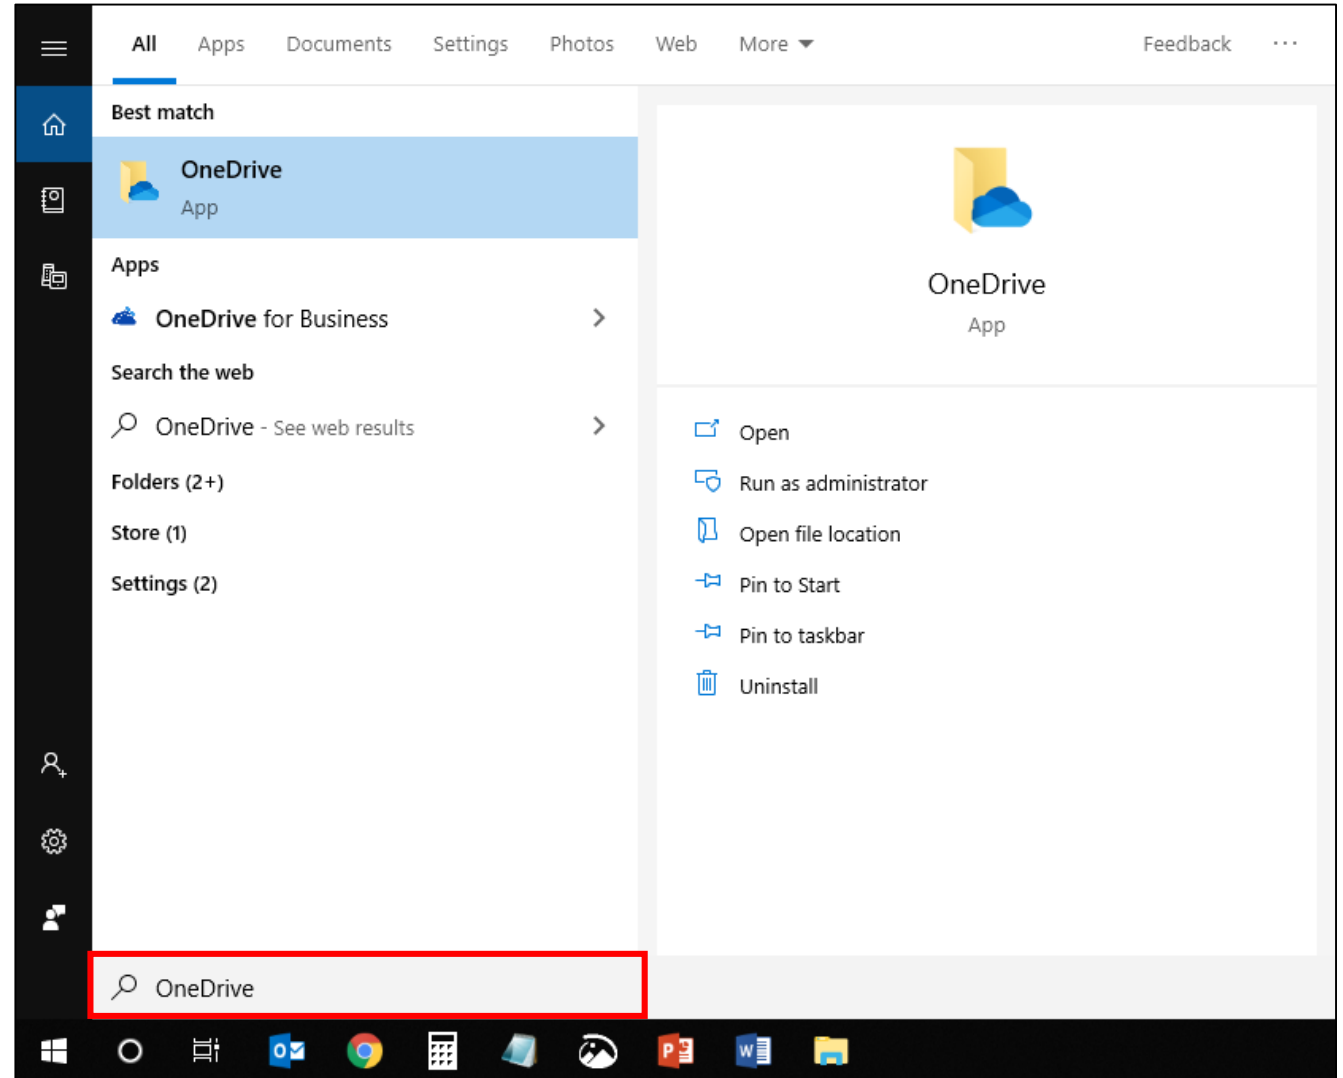 All Apps Documents Settings Photos Web More Feedback ...
Best match
OneDrive
App
Apps
OneDrive for Business
Search the web
OneDrive - See web results
Folders (2+)
Store (1)
Settings (2)
OneDrive
App
Open
Run as administrator
Open file location
Pin to Start
Pin to taskbar
Uninstall
OneDrive